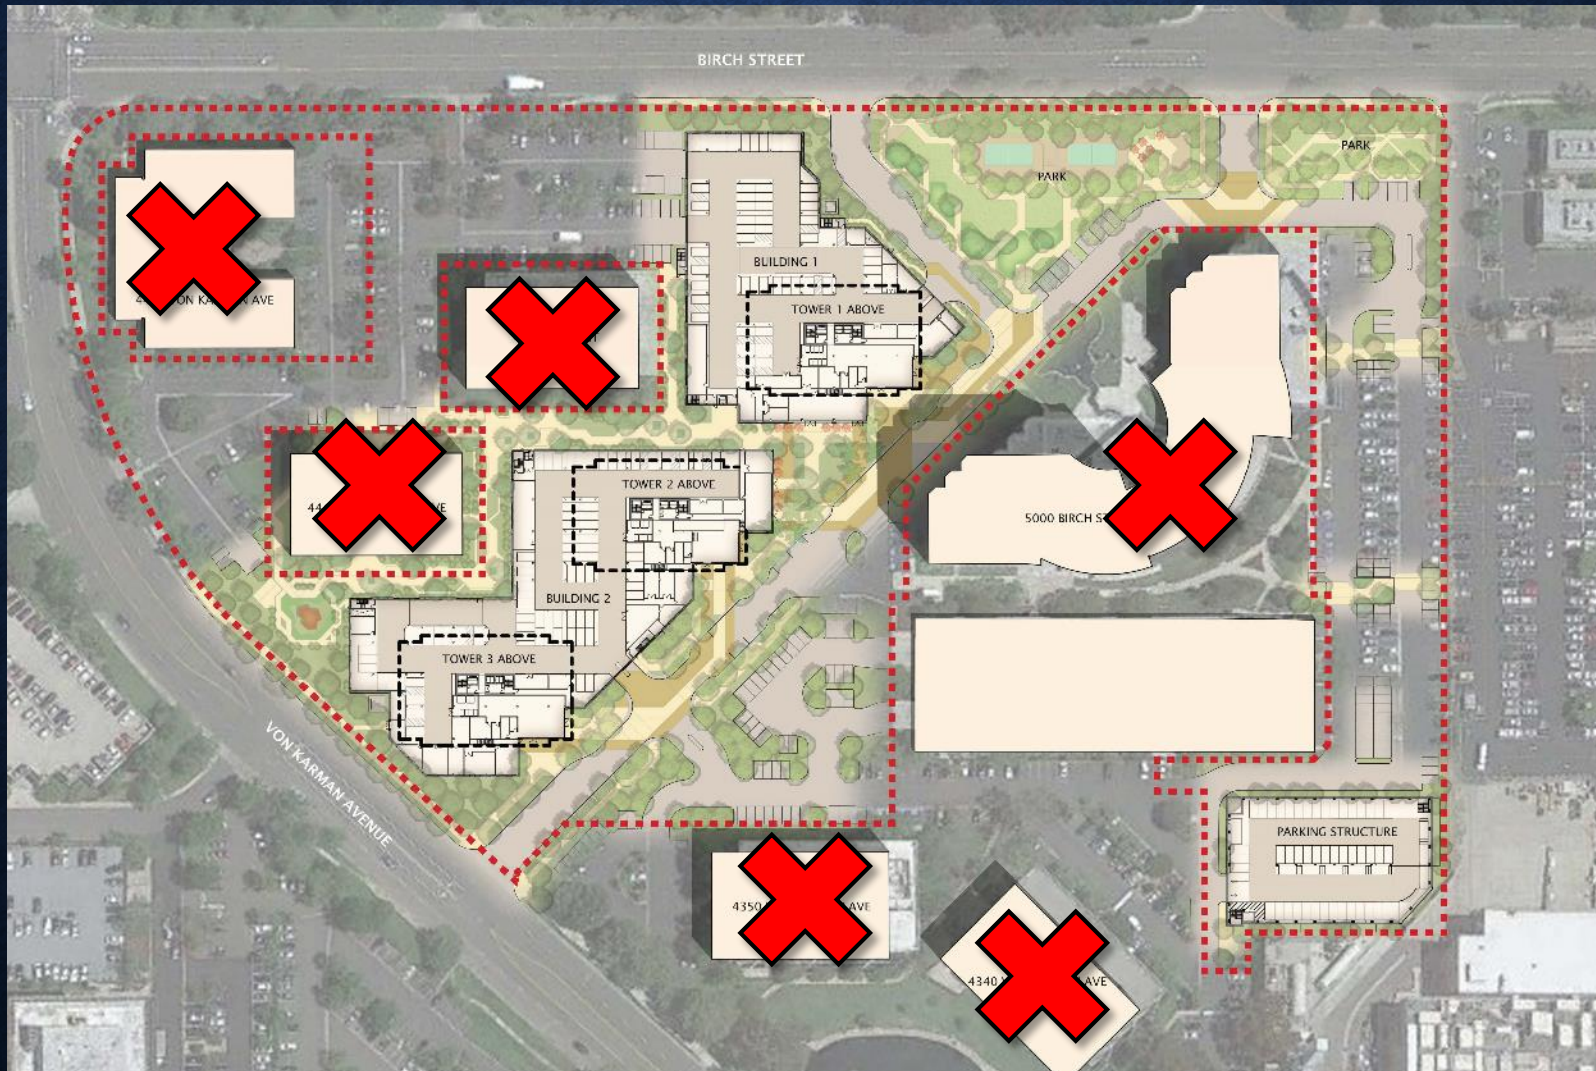 BIRCH STREET
PARK
PARK
BUILDING 1
TOWER 1 ABOVE
AVE
TOWER 2 ABOVE
5000 BIRCH
BUILDING 2
TOWER 3 ABOVE
VON KARMAN AVENUE
PARKING STRUCTURE
4350 AVE
4340 AVE